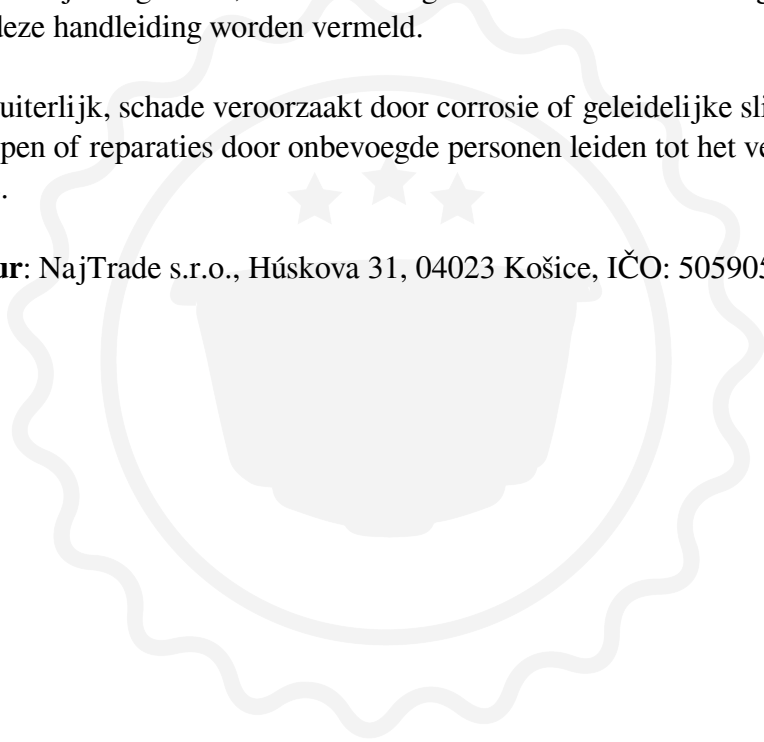 deze handleiding worden vermeld.
uiterlijk, schade veroorzaakt door corrosie of geleidelijke sli
pen of reparaties door onbevoegde personen leiden tot het ve
.
ur: NajTrade s.r.o., Húskova 31, 04023 Košice, IČO: 505905